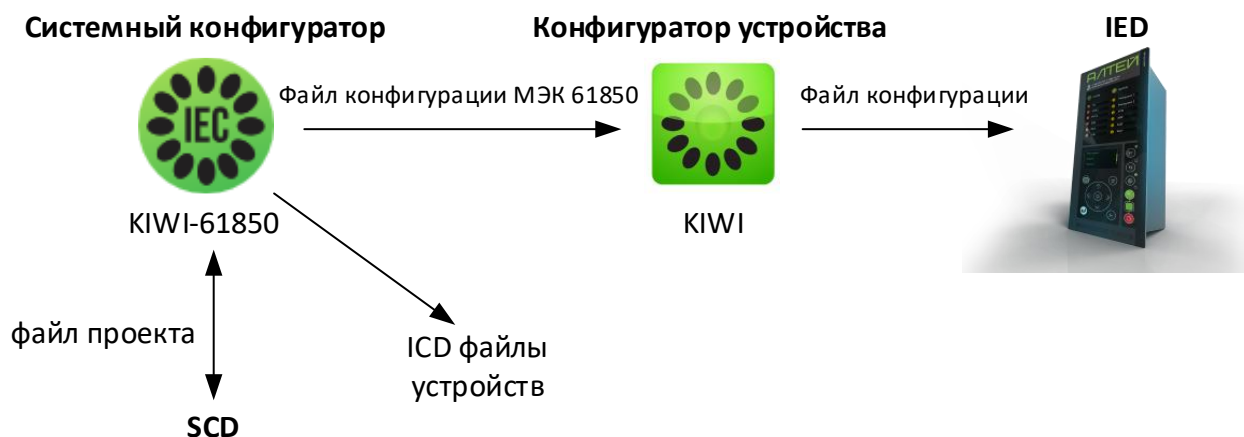 Системный конфигуратор
Конфигуратор устройства
IED
АЛТЕЙ
IEC
Файл конфигурации МЭК 61850
Файл конфигурации
KIWI-61850
KIWI
файл проекта
ICD файлы
устройств
SCD